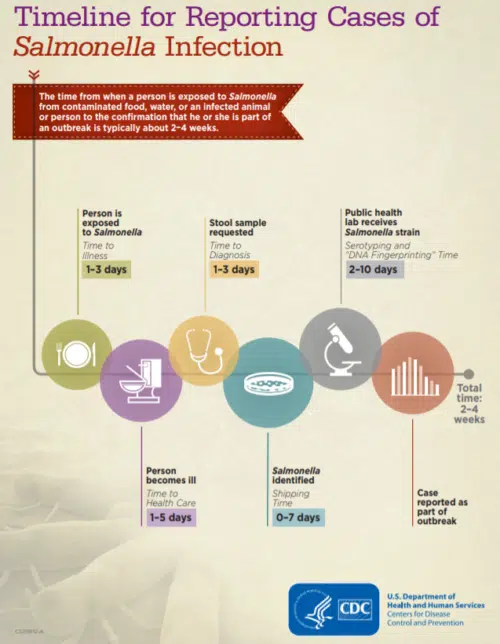 Timeline for Reporting Cases of
Salmonella Infection
The time from when a person is exposed to Salmonella
from contaminated food, water, or an infected animal
or person to the confirmation that he or she is part of
an outbreak is typically about 2–4 weeks.
Person is
exposed
to Salmonella
Time to
Illness
1–3 days
Stool sample
requested
Time to
Diagnosis
1–3 days
Public health
lab receives
Salmonella strain
Serotyping and
“DNA Fingerprinting” Time
2–10 days
Total
time:
2–4
weeks
Person
becomes ill
Time to
Health Care
1–5 days
Salmonella
identified
Shipping
Time
0–7 days
Case
reported as
part of
outbreak
CDC
U.S. Department of
Health and Human Services
Centers for Disease
Control and Prevention